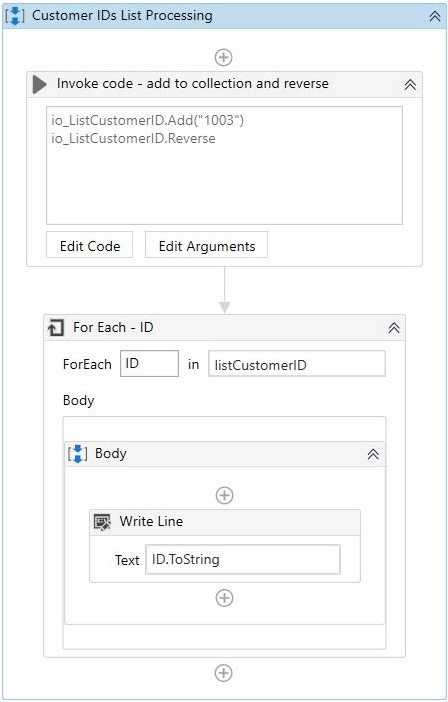 Customer IDs List Processing
Invoke code - add to collection and reverse
io_ListCustomerID.Add("1003")
io_ListCustomerID.Reverse
Edit Code Edit Arguments
For Each - ID
ForEach ID in listCustomerID
Body
Body
Write Line
Text ID.ToString